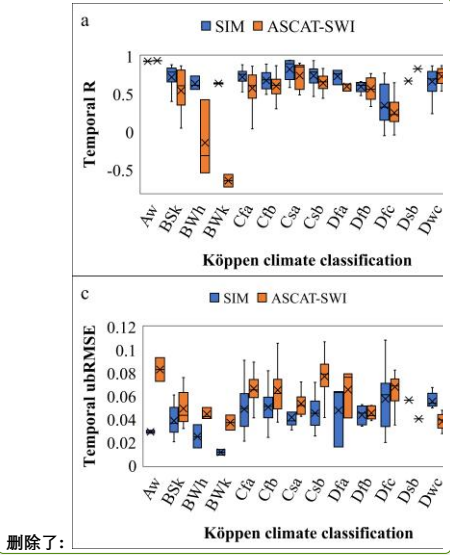 a
SIM ASCAT-SWI
Temporal R
1
0.5
0
-0.5
Aw BSk BWh BWk Cfa Cfb Csa Csb Dfa Dfb Dfc Dsb Dwc
Köppen climate classification
c
SIM ASCAT-SWI
Temporal ubRMSE
0.12
0.1
0.08
0.06
0.04
0.02
0
Aw BSk BWh BWk Cfa Cfb Csa Csb Dfa Dfb Dfc Dsb Dwc
Köppen climate classification
删除了: